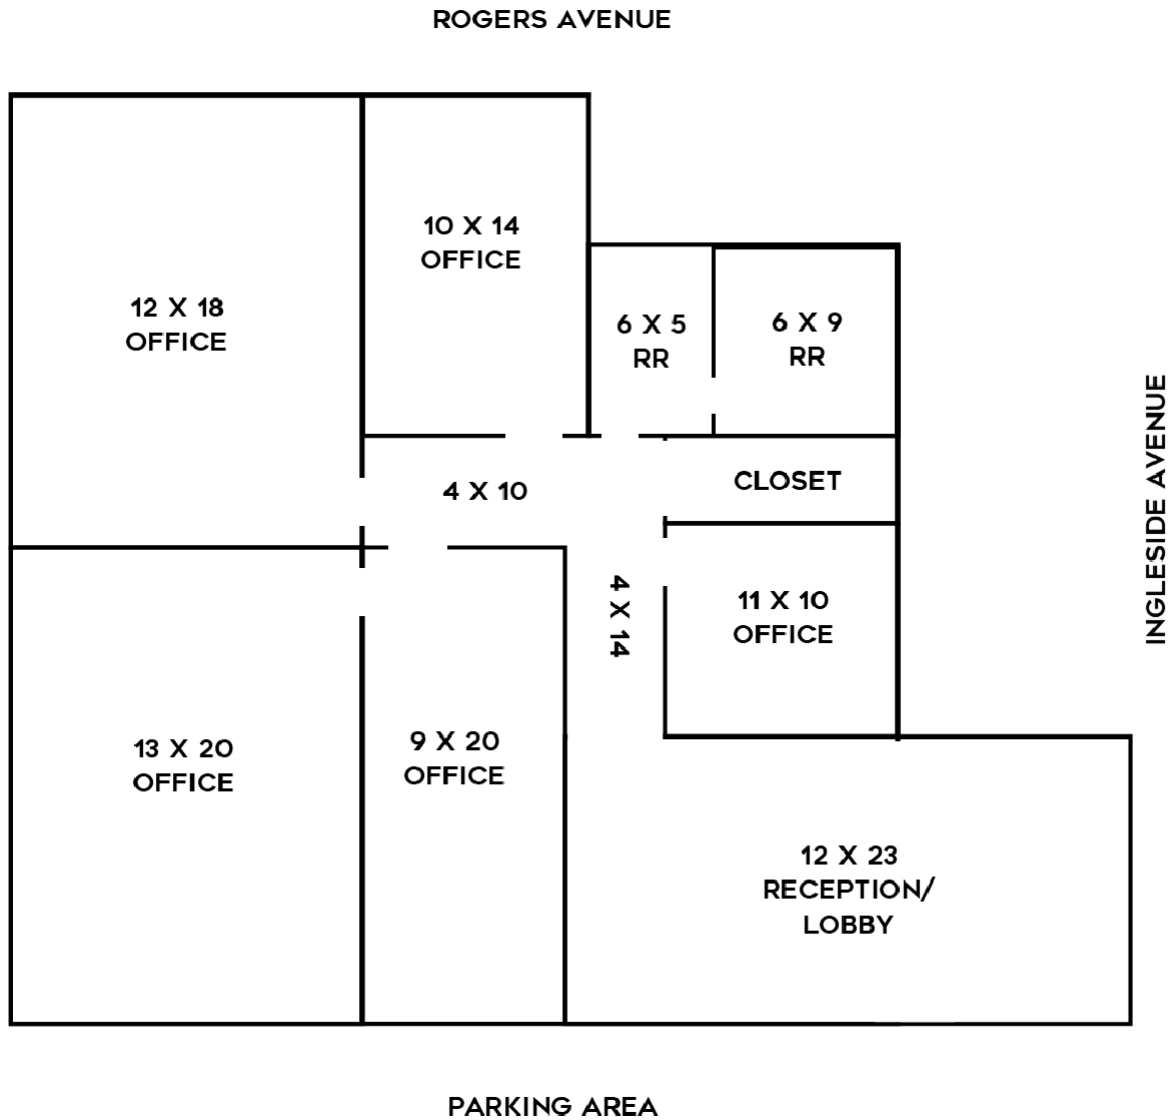 ROGERS AVENUE
10 X 14
OFFICE
12 X 18
OFFICE
6 X 5
RR
6 X 9
RR
4 X 10
CLOSET
INGLESIDE AVENUE
4 X 14
11 X 10
OFFICE
13 X 20
OFFICE
9 X 20
OFFICE
12 X 23
RECEPTION/
LOBBY
PARKING AREA